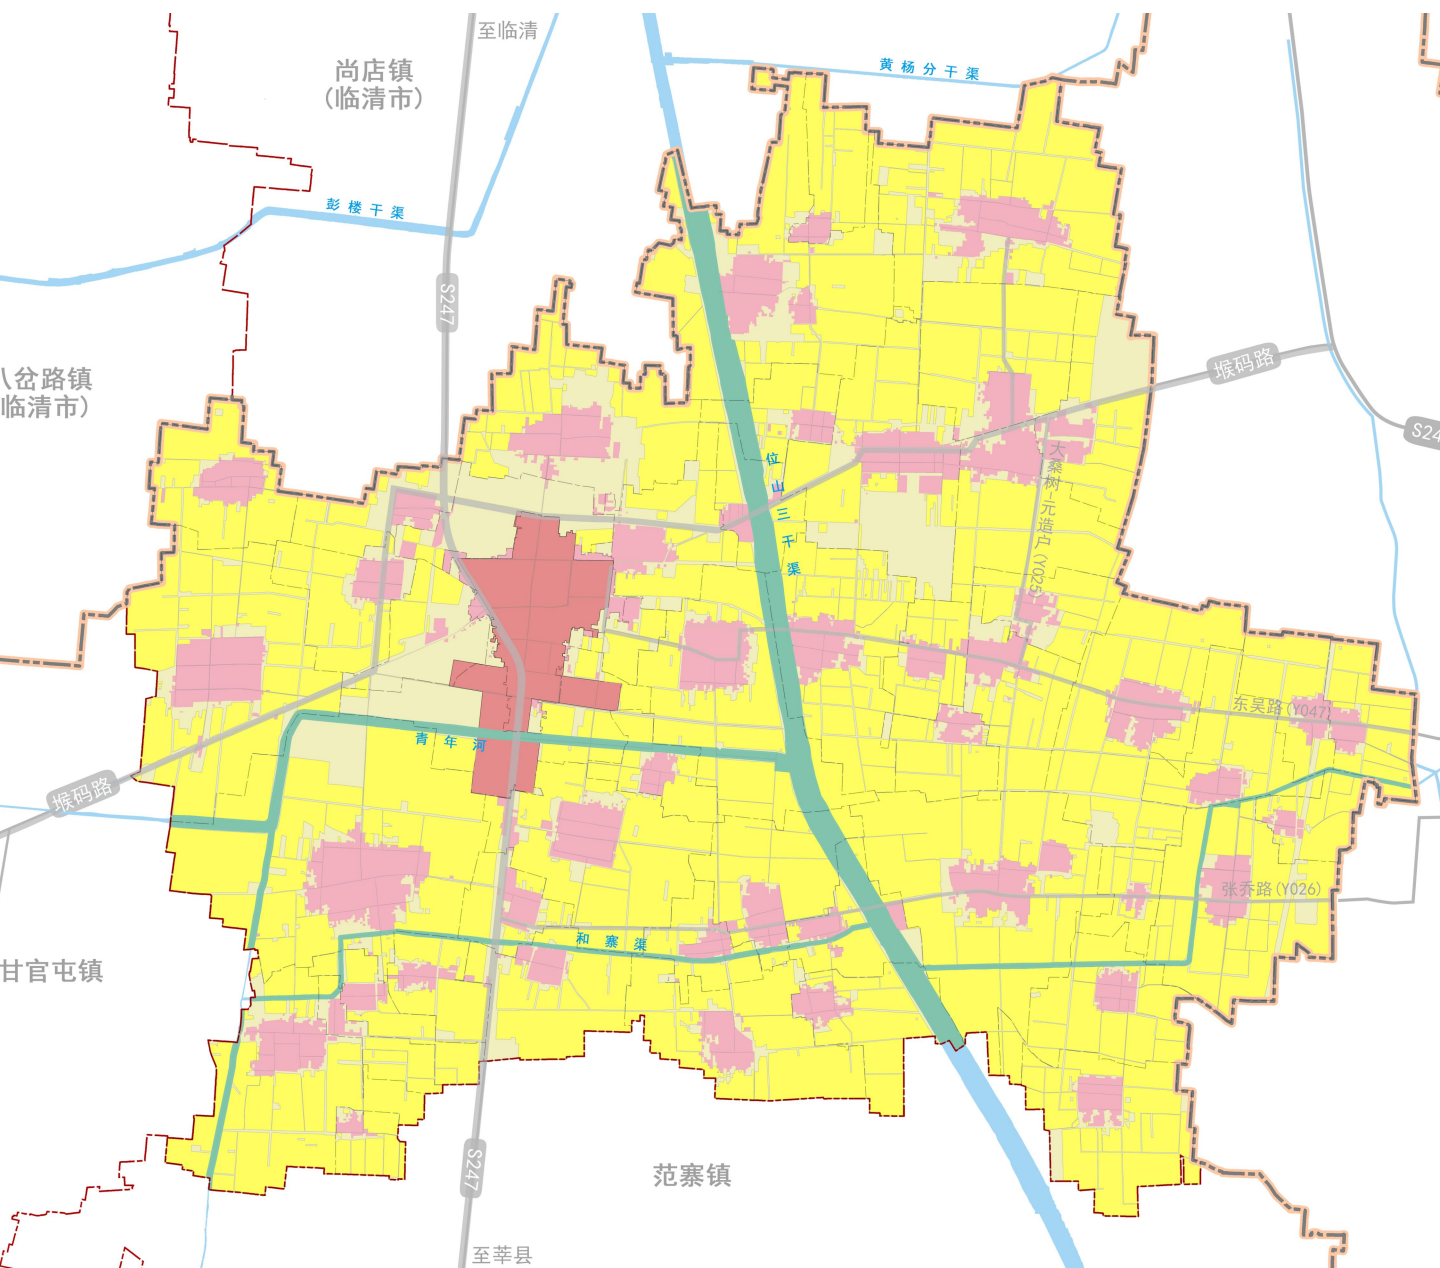 至临清
尚店镇
(临清市)
黄杨分干渠
彭楼干渠
S247
八岔路镇
临清市)
堠码路
S24
大桑树-元造户(Y025)
位山三干渠
东吴路(Y047)
青年河
堠码路
张乔路(Y026)
和寨渠
甘官屯镇
S247
范寨镇
至莘县